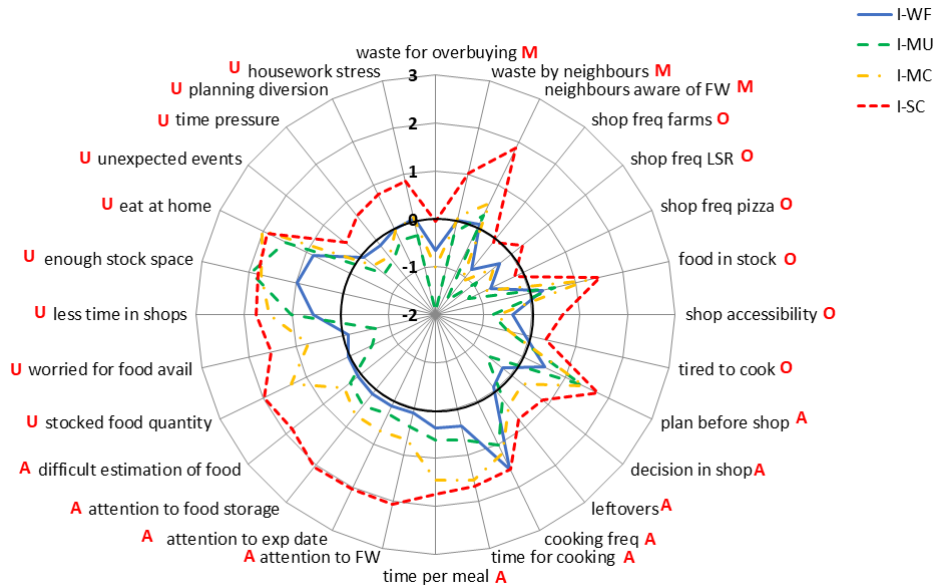 I-WF
I-MU
I-MC
I-SC
waste for overbuying M
waste by neighbours M
neighbours aware of FW M
shop freq farms O
shop freq LSR O
shop freq pizza O
food in stock O
shop accessibility O
tired to cook O
plan before shop A
decision in shop A
leftovers A
cooking freq A
time for cooking A
time per meal A
A attention to FW
A attention to exp date
A attention to food storage
A difficult estimation of food
U stocked food quantity
U worried for food avail
U less time in shops
U enough stock space
U eat at home
U unexpected events
U time pressure
U planning diversion
U housework stress
3
2
1
0
-1
-2